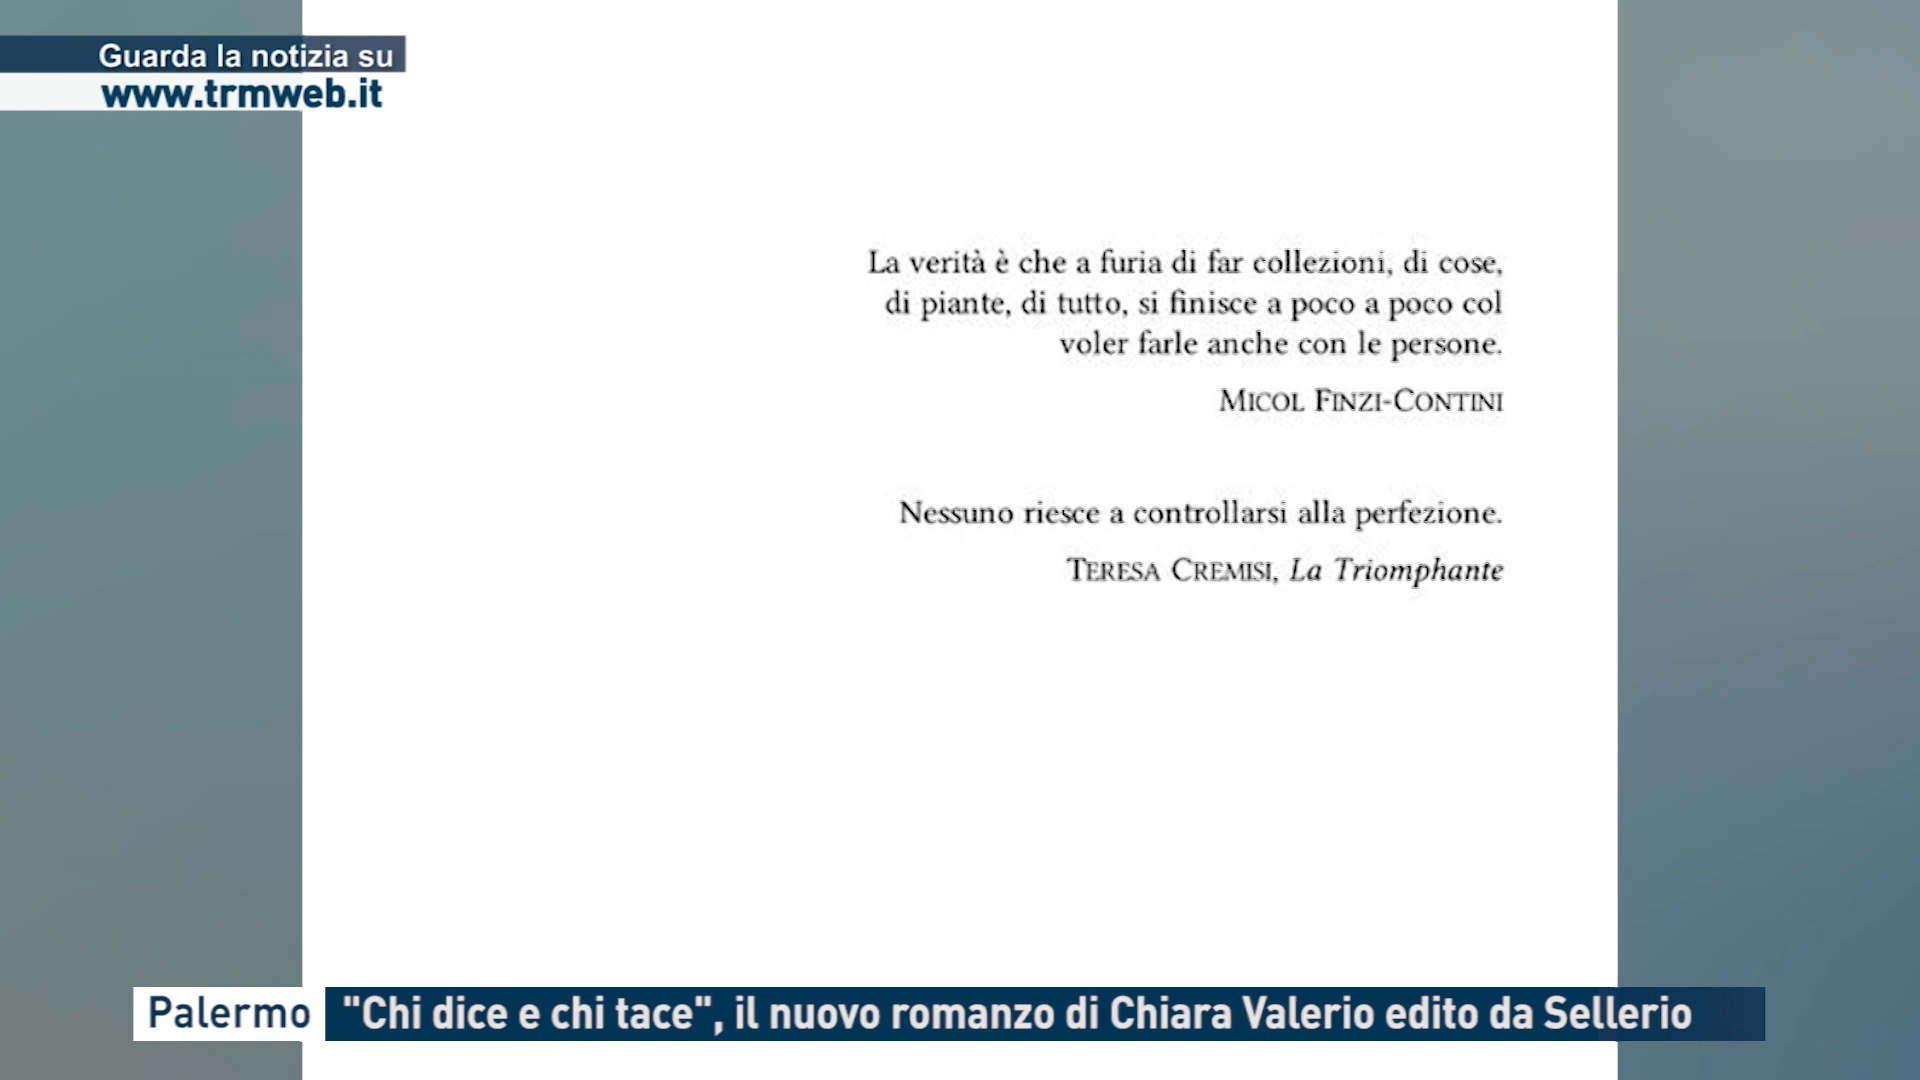 Guarda la notizia su
www.trmweb.it
La verità è che a furia di far collezioni, di cose,
di piante, di tutto, si finisce a poco a poco col
voler farle anche con le persone.
MICOL FINZI-CONTINI
Nessuno riesce a controllarsi alla perfezione.
TERESA CREMISI, La Triomphante
Palermo "Chi dice e chi tace", il nuovo romanzo di Chiara Valerio edito da Sellerio